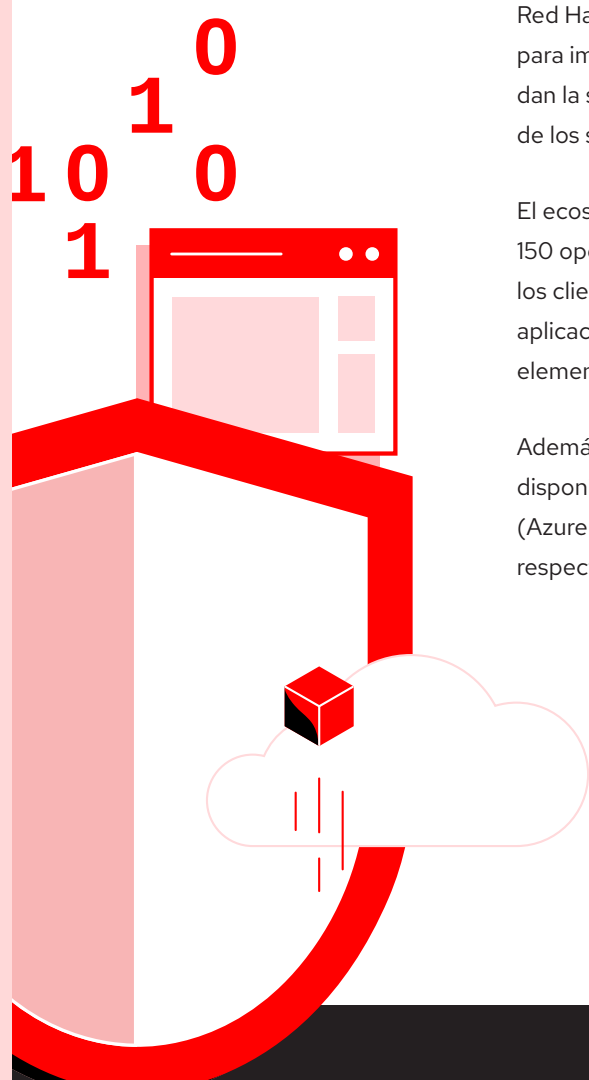 0
1
1 0 0
1
Red Ha
para im
dan la s
de los s
El ecos
150 ope
los clie
aplicac
elemen
Ademá
dispon
(Azure
respec